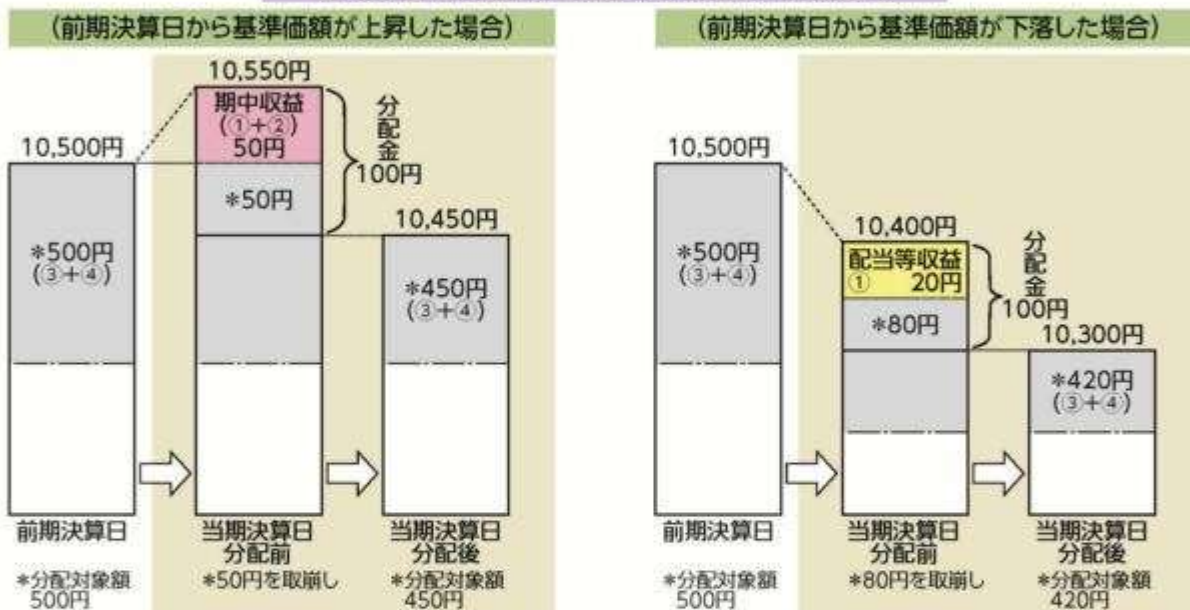 (前期決算日から基準価額が上昇した場合)
10,550円
期中収益
(①+②)
50円
*50円
分配金
100円
10,500円
*500円
(③+④)
10,450円
*450円
(③+④)
前期決算日
当期決算日
分配前
当期決算日
分配後
*分配対象額
500円
*50円を取崩し
*分配対象額
450円
(前期決算日から基準価額が下落した場合)
10,500円
*500円
(③+④)
10,400円
配当等収益
① 20円
*80円
分配金
100円
10,300円
*420円
(③+④)
前期決算日
当期決算日
分配前
当期決算日
分配後
*分配対象額
500円
*80円を取崩し
*分配対象額
420円